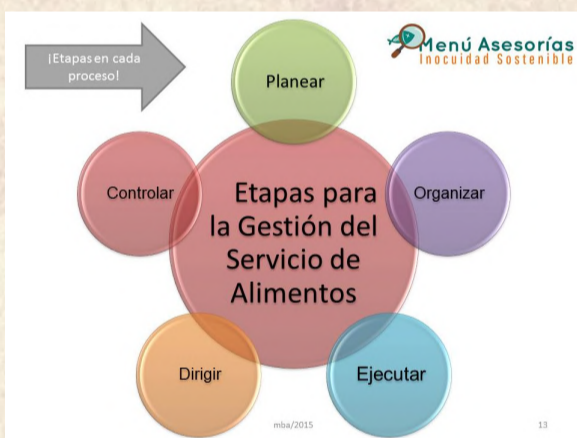 ¡Etapas en cada
proceso!
Menú Asesorías
Inocuidad Sostenible
Planear
Controlar
Organizar
Etapas para
la Gestión del
Servicio de
Alimentos
Dirigir
Ejecutar
mba/2015
13